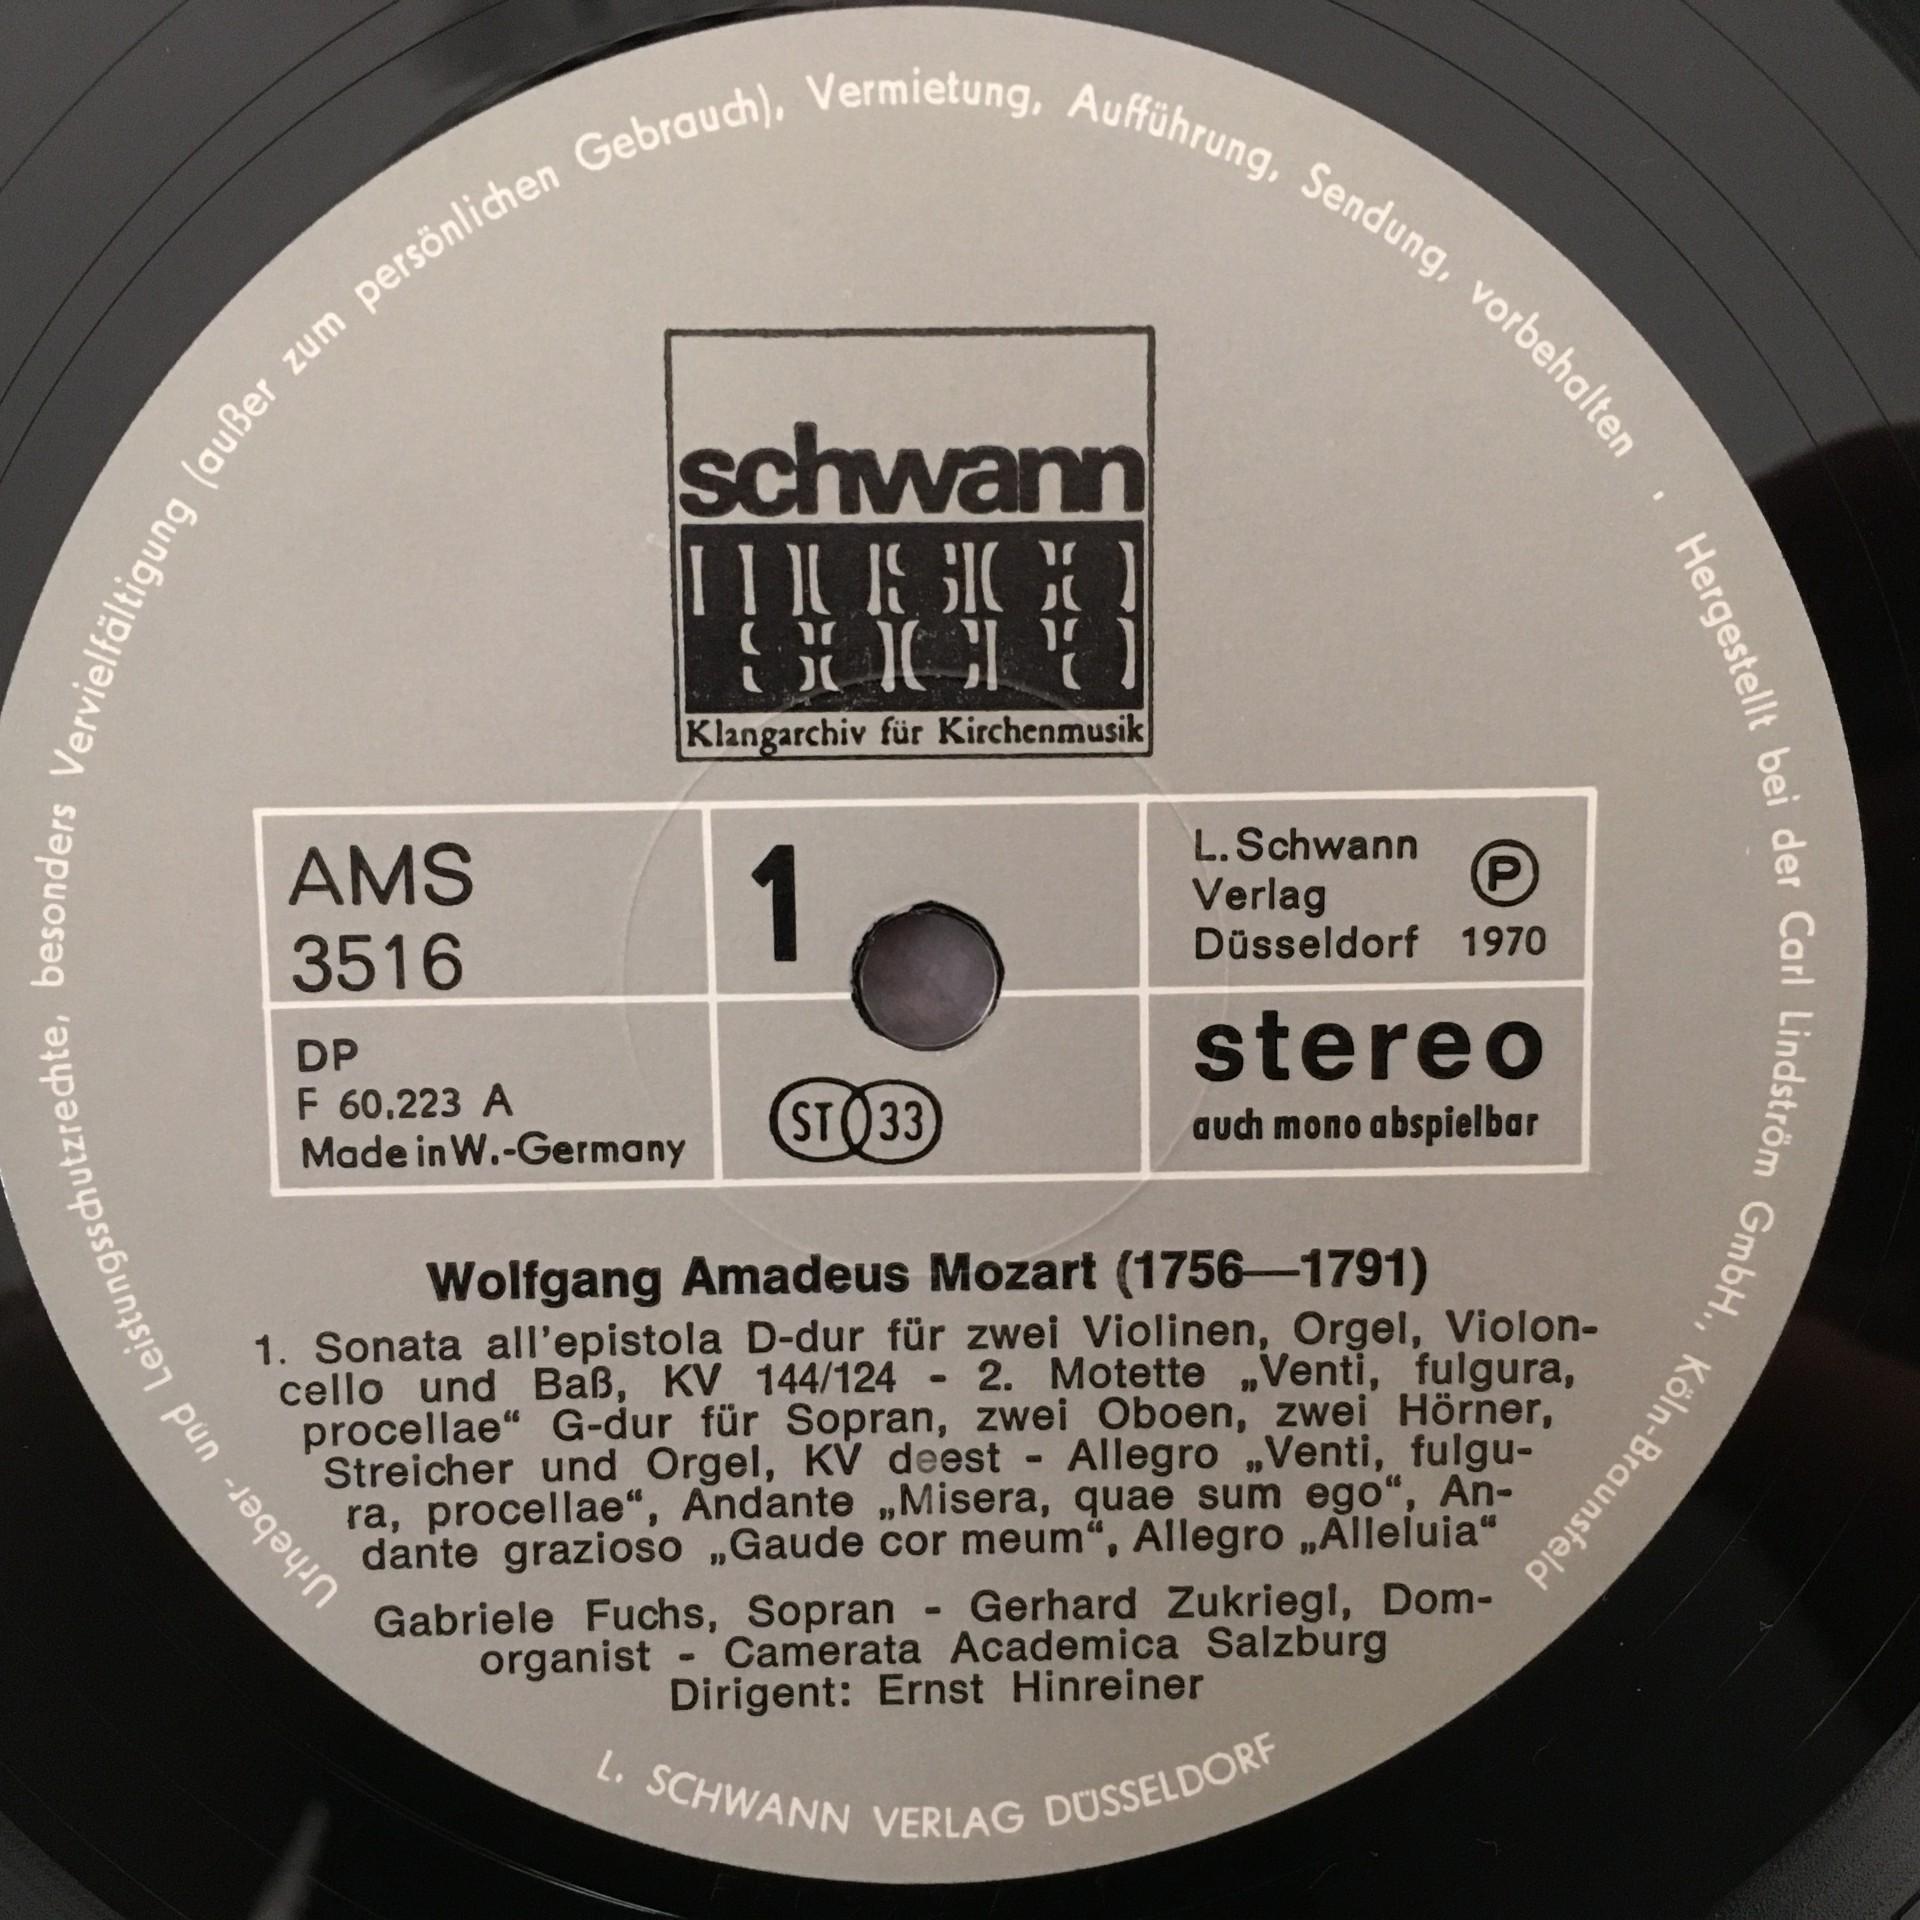 Urheber- und Leistungsschutzrechte, besonders Vervielfältigung (außer zum persönlichen Gebrauch), Vermietung, Aufführung, Sendung, vorbehalten . Hergestellt bei der Carl Lindström GmbH,, Köln-Braunsfeld
schwann
MUSICA
SACRA
Klangarchiv für Kirchenmusik
AMS
3516
1
L. Schwann
Verlag
Düsseldorf
Ⓟ
1970
DP
F 60.223 A
Made in W.-Germany
ST 33
stereo
auch mono abspielbar
Wolfgang Amadeus Mozart (1756—1791)
1. Sonata all'epistola D-dur für zwei Violinen, Orgel, Violon-
cello und Baß, KV 144/124 - 2. Motette „Venti, fulgura,
procellae“ G-dur für Sopran, zwei Oboen, zwei Hörner,
Streicher und Orgel, KV deest - Allegro „Venti, fulgu-
ra, procellae“, Andante „Misera, quae sum ego“, An-
dante grazioso „Gaude cor meum“, Allegro „Alleluia“
Gabriele Fuchs, Sopran - Gerhard Zukriegl, Dom-
organist - Camerata Academica Salzburg
Dirigent: Ernst Hinreiner
L. SCHWANN VERLAG DÜSSELDORF